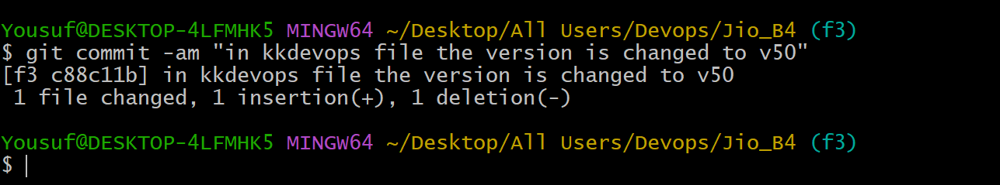 Yousuf@DESKTOP-4LFMHK5 MINGW64 ~/Desktop/All Users/Devops/Jio_B4 (f3)
$ git commit -am "in kkdevops file the version is changed to v50"
[f3 c88c11b] in kkdevops file the version is changed to v50
 1 file changed, 1 insertion(+), 1 deletion(-)
Yousuf@DESKTOP-4LFMHK5 MINGW64 ~/Desktop/All Users/Devops/Jio_B4 (f3)
$